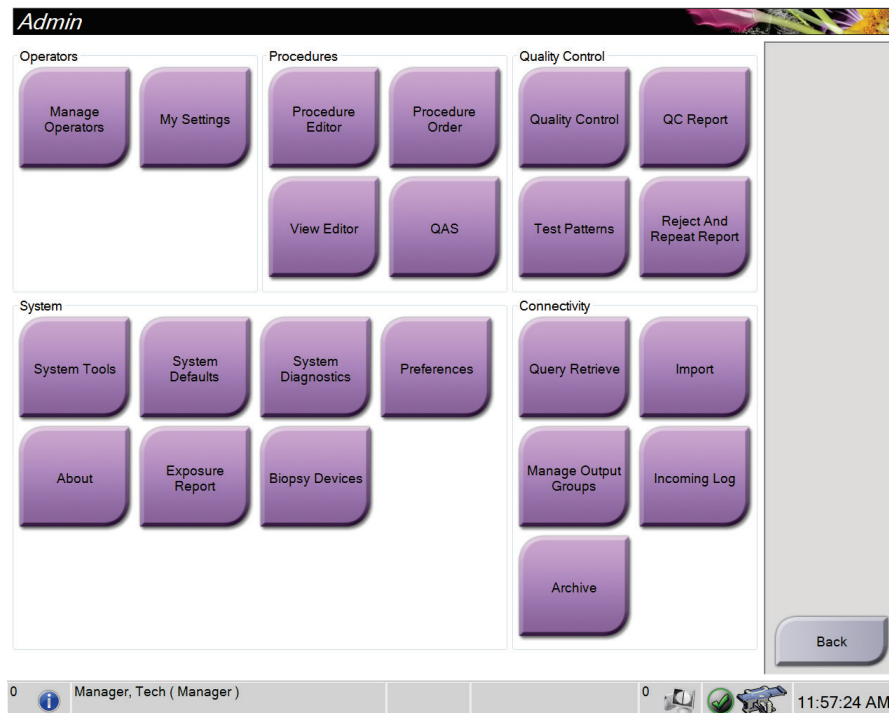 Admin
Operators
Manage
Operators
My Settings
Procedures
Procedure
Editor
Procedure
Order
View Editor
QAS
Quality Control
Quality Control
QC Report
Test Patterns
Reject And
Repeat Report
System
System Tools
System
Defaults
System
Diagnostics
Preferences
About
Exposure
Report
Biopsy Devices
Connectivity
Query Retrieve
Import
Manage Output
Groups
Incoming Log
Archive
Back
0
Manager, Tech ( Manager )
0
11:57:24 AM